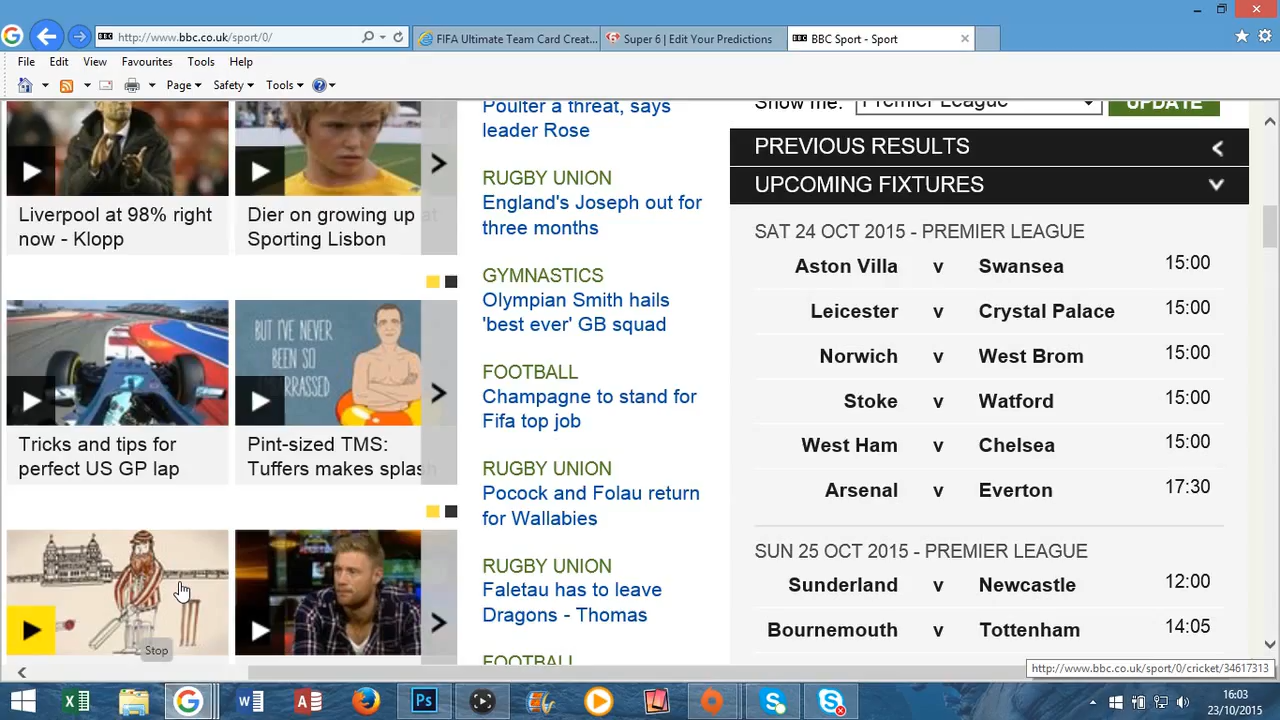 http://www.bbc.co.uk/sport/0/
FIFA Ultimate Team Card Creat...
Super 6 | Edit Your Predictions
BBC Sport - Sport
File Edit View Favourites Tools Help
Page Safety Tools
Liverpool at 98% right
now - Klopp
Dier on growing up at
Sporting Lisbon
BUT I'VE NEVER
BEEN SO
Tricks and tips for
perfect US GP lap
Pint-sized TMS:
Tuffers makes splash
Stop
Poulter a threat, says
leader Rose
RUGBY UNION
England's Joseph out for
three months
GYMNASTICS
Olympian Smith hails
'best ever' GB squad
FOOTBALL
Champagne to stand for
Fifa top job
RUGBY UNION
Pocock and Folau return
for Wallabies
RUGBY UNION
Faletau has to leave
Dragons - Thomas
FOOTBALL
Show me: Premier League UPDATE
PREVIOUS RESULTS
UPCOMING FIXTURES
SAT 24 OCT 2015 - PREMIER LEAGUE
Aston Villa v Swansea 15:00
Leicester v Crystal Palace 15:00
Norwich v West Brom 15:00
Stoke v Watford 15:00
West Ham v Chelsea 15:00
Arsenal v Everton 17:30
SUN 25 OCT 2015 - PREMIER LEAGUE
Sunderland v Newcastle 12:00
Bournemouth v Tottenham 14:05
http://www.bbc.co.uk/sport/0/cricket/34617313
16:03
23/10/2015